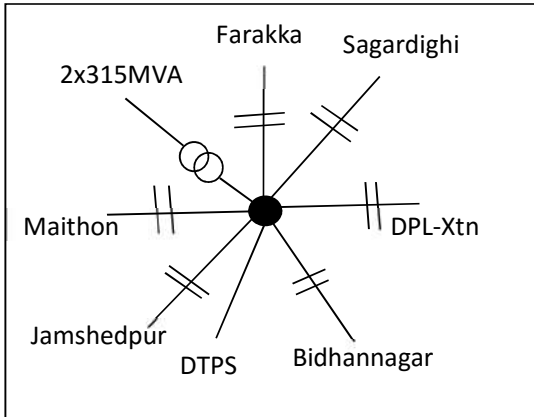 Farakka
Sagardighi
2x315MVA
Maithon
DPL-Xtn
Jamshedpur
DTPS
Bidhannagar